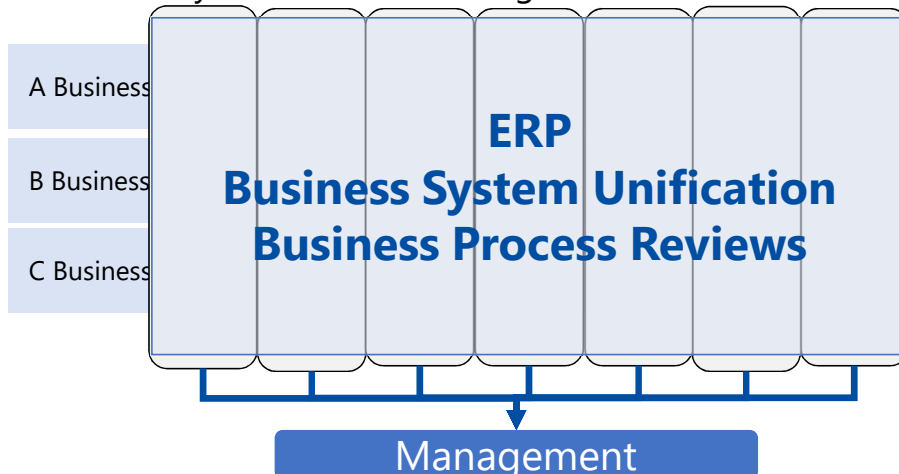 A Business
B Business
C Business
ERP
Business System Unification
Business Process Reviews
Management